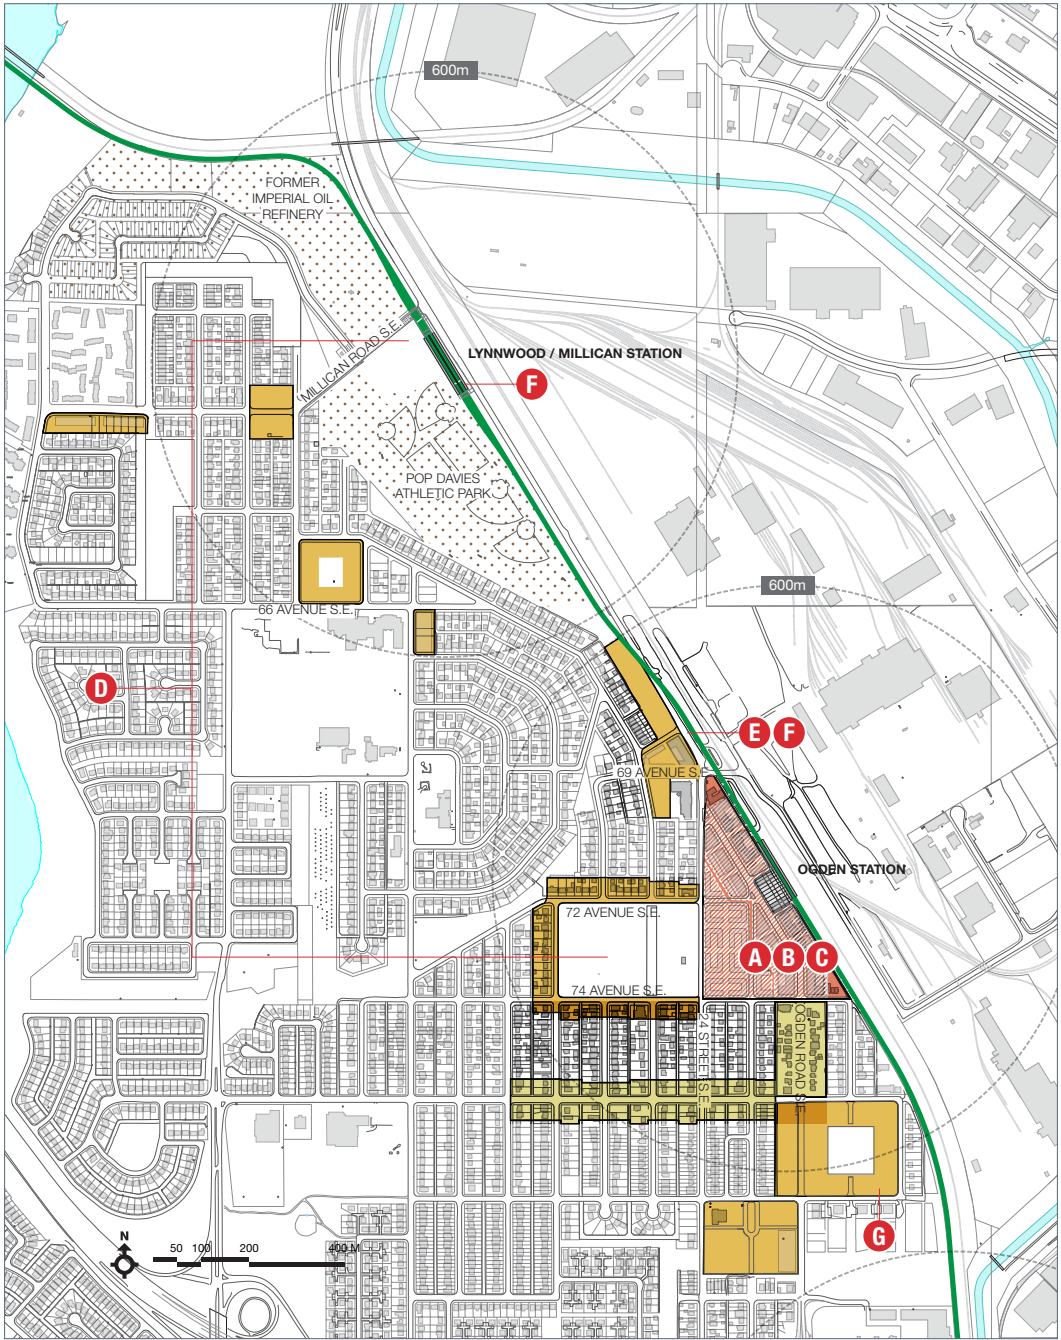 600m
FORMER
IMPERIAL OIL
REFINERY
MILLICAN ROAD S.E.
LYNNWOOD / MILLICAN STATION
F
POP DAVIES
ATHLETIC PARK
600m
66 AVENUE S.E.
D
E F
69 AVENUE S.E
OGDEN STATION
72 AVENUE S.E.
A B C
74 AVENUE S.E.
24 STREET S.E.
OGDEN ROAD S.E.
G
N
50 100 200 400 M